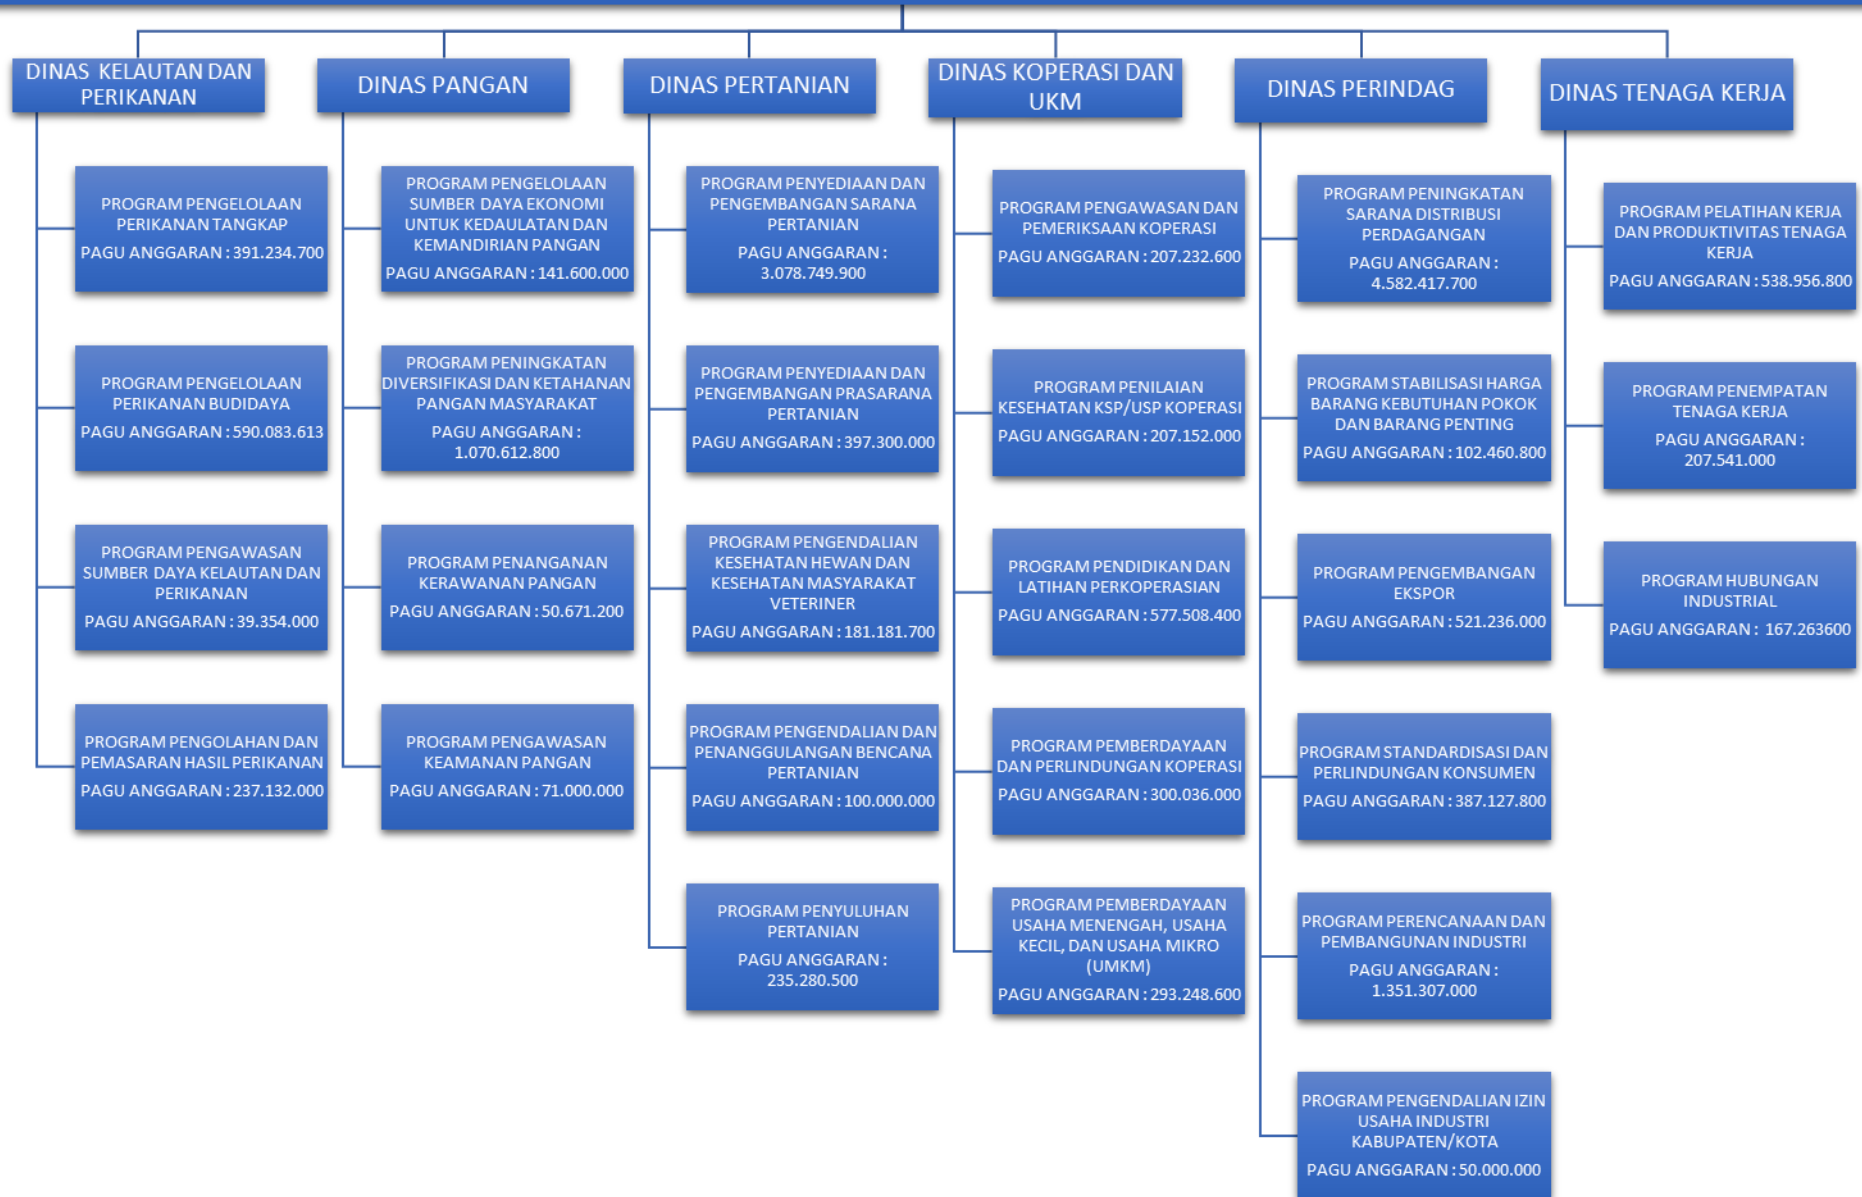 DINAS KELAUTAN DAN
PERIKANAN
PROGRAM PENGELOLAAN
PERIKANAN TANGKAP
PAGU ANGGARAN : 391.234.700
PROGRAM PENGELOLAAN
PERIKANAN BUDIDAYA
PAGU ANGGARAN : 590.083.613
PROGRAM PENGAWASAN
SUMBER DAYA KELAUTAN DAN
PERIKANAN
PAGU ANGGARAN : 39.354.000
PROGRAM PENGOLAHAN DAN
PEMASARAN HASIL PERIKANAN
PAGU ANGGARAN : 237.132.000
DINAS PANGAN
PROGRAM PENGELOLAAN
SUMBER DAYA EKONOMI
UNTUK KEDAULATAN DAN
KEMANDIRIAN PANGAN
PAGU ANGGARAN : 141.600.000
PROGRAM PENINGKATAN
DIVERSIFIKASI DAN KETAHANAN
PANGAN MASYARAKAT
PAGU ANGGARAN :
1.070.612.800
PROGRAM PENANGANAN
KERAWANAN PANGAN
PAGU ANGGARAN : 50.671.200
PROGRAM PENGAWASAN
KEAMANAN PANGAN
PAGU ANGGARAN : 71.000.000
DINAS PERTANIAN
PROGRAM PENYEDIAAN DAN
PENGEMBANGAN SARANA
PERTANIAN
PAGU ANGGARAN :
3.078.749.900
PROGRAM PENYEDIAAN DAN
PENGEMBANGAN PRASARANA
PERTANIAN
PAGU ANGGARAN : 397.300.000
PROGRAM PENGENDALIAN
KESEHATAN HEWAN DAN
KESEHATAN MASYARAKAT
VETERINER
PAGU ANGGARAN : 181.181.700
PROGRAM PENGENDALIAN DAN
PENANGGULANGAN BENCANA
PERTANIAN
PAGU ANGGARAN : 100.000.000
PROGRAM PENYULUHAN
PERTANIAN
PAGU ANGGARAN :
235.280.500
DINAS KOPERASI DAN
UKM
PROGRAM PENGAWASAN DAN
PEMERIKSAAN KOPERASI
PAGU ANGGARAN : 207.232.600
PROGRAM PENILAIAN
KESEHATAN KSP/USP KOPERASI
PAGU ANGGARAN : 207.152.000
PROGRAM PENDIDIKAN DAN
LATIHAN PERKOPERASIAN
PAGU ANGGARAN : 577.508.400
PROGRAM PEMBERDAYAAN
DAN PERLINDUNGAN KOPERASI
PAGU ANGGARAN : 300.036.000
PROGRAM PEMBERDAYAAN
USAHA MENENGAH, USAHA
KECIL, DAN USAHA MIKRO
(UMKM)
PAGU ANGGARAN : 293.248.600
DINAS PERINDAG
PROGRAM PENINGKATAN
SARANA DISTRIBUSI
PERDAGANGAN
PAGU ANGGARAN :
4.582.417.700
PROGRAM STABILISASI HARGA
BARANG KEBUTUHAN POKOK
DAN BARANG PENTING
PAGU ANGGARAN : 102.460.800
PROGRAM PENGEMBANGAN
EKSPOR
PAGU ANGGARAN : 521.236.000
PROGRAM STANDARDISASI DAN
PERLINDUNGAN KONSUMEN
PAGU ANGGARAN : 387.127.800
PROGRAM PERENCANAAN DAN
PEMBANGUNAN INDUSTRI
PAGU ANGGARAN :
1.351.307.000
PROGRAM PENGENDALIAN IZIN
USAHA INDUSTRI
KABUPATEN/KOTA
PAGU ANGGARAN : 50.000.000
DINAS TENAGA KERJA
PROGRAM PELATIHAN KERJA
DAN PRODUKTIVITAS TENAGA
KERJA
PAGU ANGGARAN : 538.956.800
PROGRAM PENEMPATAN
TENAGA KERJA
PAGU ANGGARAN :
207.541.000
PROGRAM HUBUNGAN
INDUSTRIAL
PAGU ANGGARAN : 167.263600